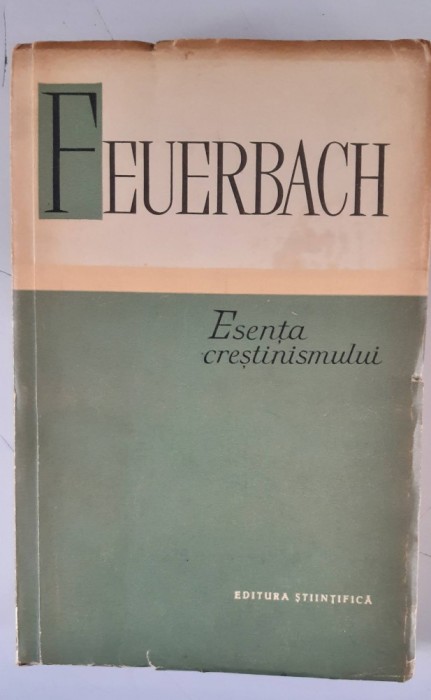 FEUERBACH
Esența
creștinismului
EDITURA ȘTIINȚIFICĂ